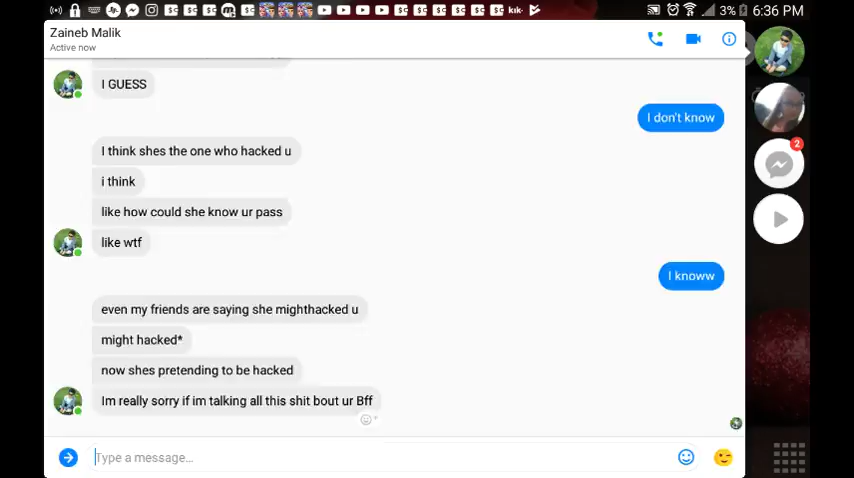 3% 6:36 PM
kik
Zaineb Malik
Active now
I GUESS
I don't know
I think shes the one who hacked u
i think
like how could she know ur pass
like wtf
I knoww
even my friends are saying she mighthacked u
might hacked*
now shes pretending to be hacked
Im really sorry if im talking all this shit bout ur Bff
Type a message...
2